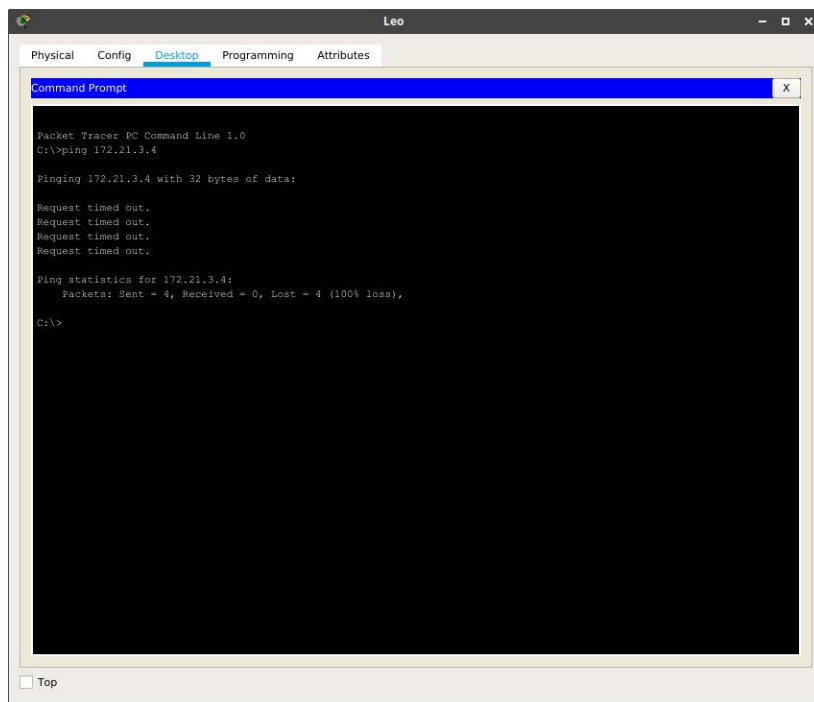 Leo
Physical Config Desktop Programming Attributes
Command Prompt
X
Packet Tracer PC Command Line 1.0
C:\>ping 172.21.3.4
Pinging 172.21.3.4 with 32 bytes of data:
Request timed out.
Request timed out.
Request timed out.
Request timed out.
Ping statistics for 172.21.3.4:
Packets: Sent = 4, Received = 0, Lost = 4 (100% loss),
C:\>
Top